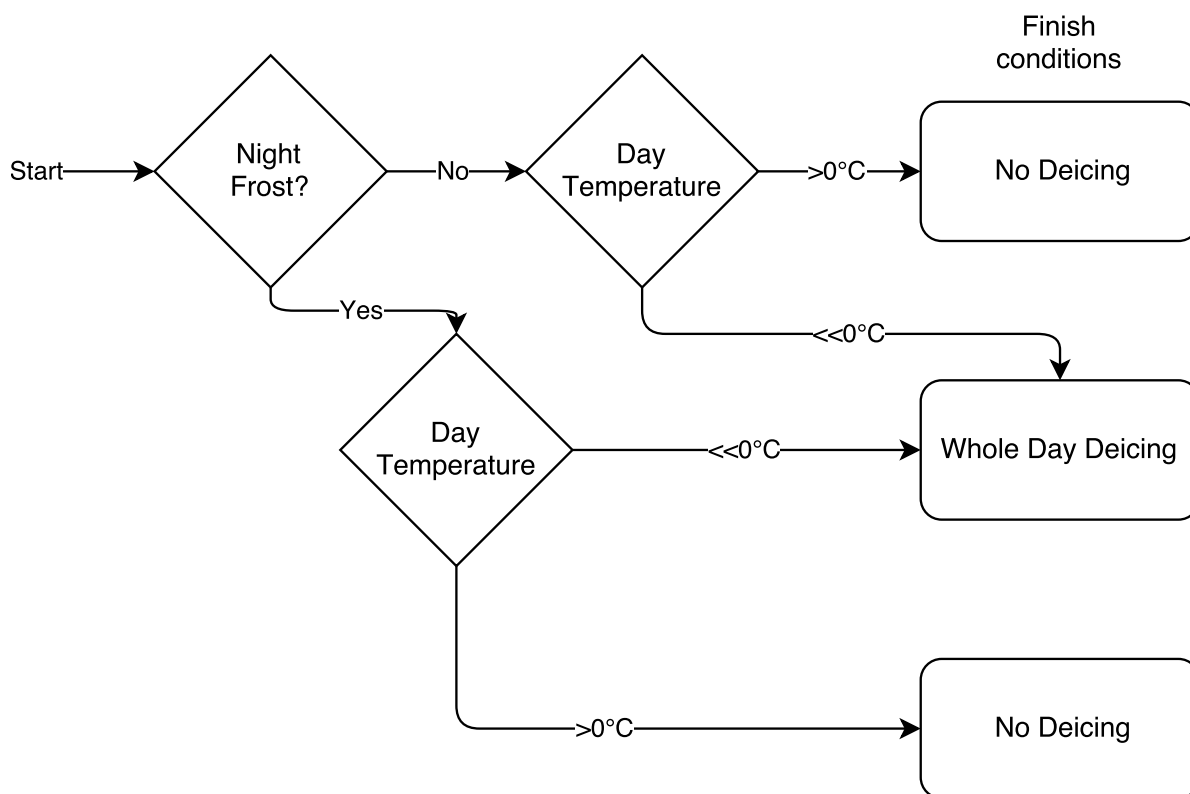 Finish
conditions
Start
Night
Frost?
No
Day
Temperature
>0°C
No Deicing
Yes
<<0°C
Day
Temperature
<<0°C
Whole Day Deicing
>0°C
No Deicing